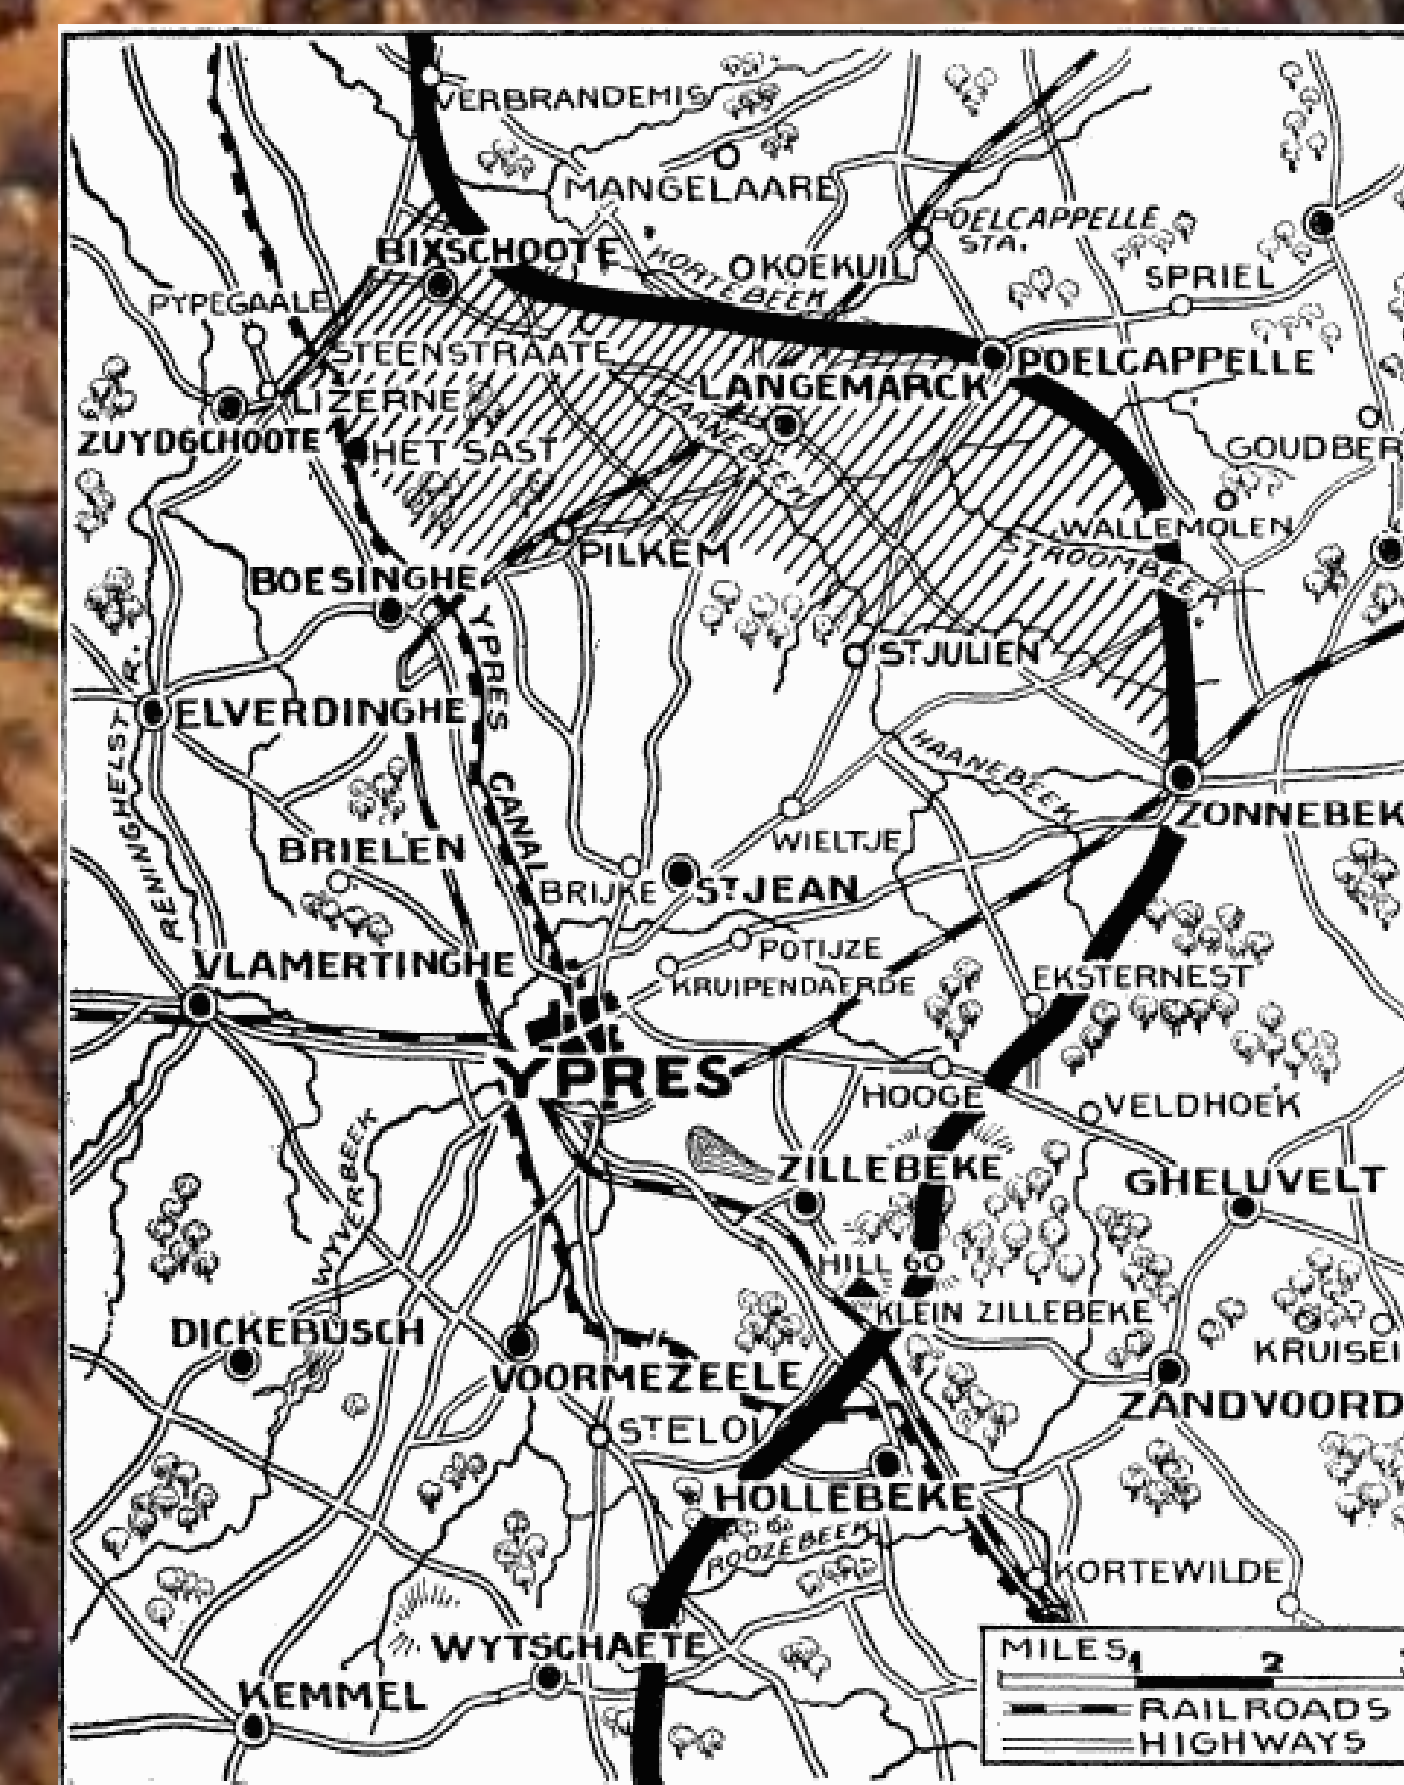 VERBRANDEMIS
MANGELAARE
POELCAPPELLE
STA.
BIXSCHOOTE
KORTEBEEK
KOEKUIL
SPRIEL
PYPEGAALE
STEENSTRAATE
POELCAPPELLE
LANGEMARCK
LIZERNE
HAANEBEEK
ZUYDGCHOOTE
HET SAST
GOUDBER
WALLEMOLEN
STROOMBEEK
PILKEM
BOESINGHE
YPRES CANAL
ST JULIEN
ELVERDINGHE
RENINGHELST R.
HAANEBEEK
ZONNEBEK
WIELTJE
BRIELEN
BRIJKE
ST JEAN
POTIJZE
VLAMERTINGHE
KRUIPENDAERDE
EKSTERNEST
YPRES
HOOGE
VELDHOEK
WYVERBEEK
ZILLEBEKE
GHELUVELT
HILL 60
KLEIN ZILLEBEKE
DICKEBUSCH
KRUISEI
VOORMEZEELE
ZANDVOORD
ST ELOI
HOLLEBEKE
ROOZEBEEK
KORTEWILDE
WYTSCHAETE
KEMMEL
MILES 1 2
RAILROADS
HIGHWAYS